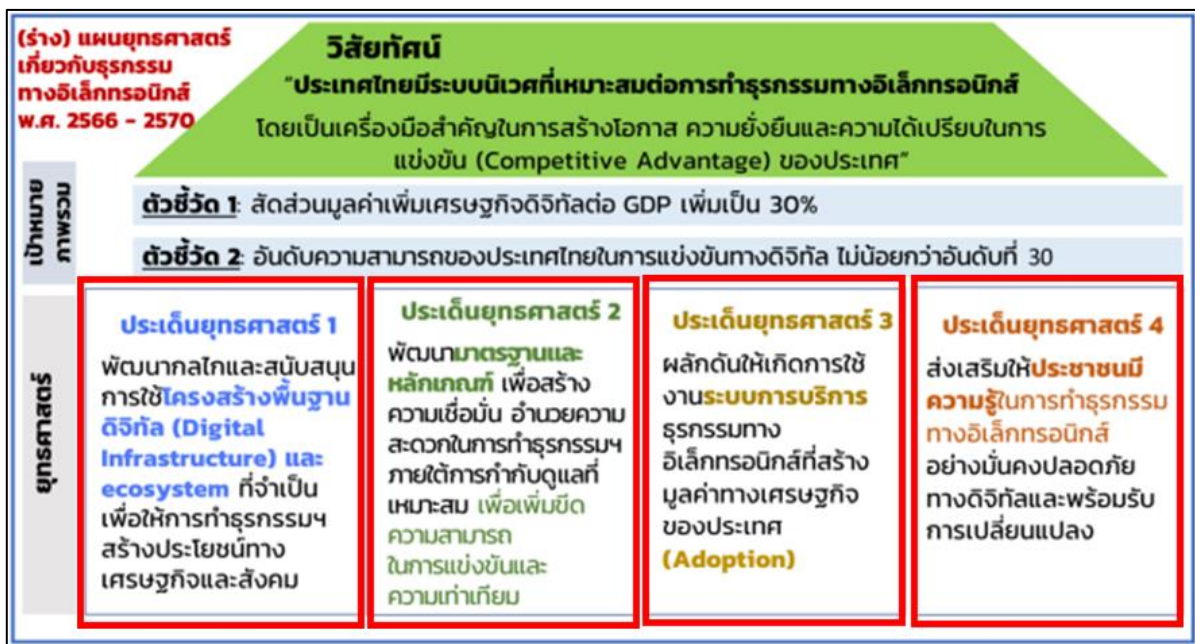 (ร่าง) แผนยุทธศาสตร์
เกี่ยวกับธุรกรรม
ทางอิเล็กทรอนิกส์
พ.ศ. 2566 - 2570
วิสัยทัศน์
“ประเทศไทยมีระบบนิเวศที่เหมาะสมต่อการทำธุรกรรมทางอิเล็กทรอนิกส์
โดยเป็นเครื่องมือสำคัญในการสร้างโอกาส ความยั่งยืนและความได้เปรียบในการ
แข่งขัน (Competitive Advantage) ของประเทศ”
เป้าหมาย
ภาพรวม
ตัวชี้วัด 1: สัดส่วนมูลค่าเพิ่มเศรษฐกิจดิจิทัลต่อ GDP เพิ่มเป็น 30%
ตัวชี้วัด 2: อันดับความสามารถของประเทศไทยในการแข่งขันทางดิจิทัล ไม่น้อยกว่าอันดับที่ 30
ยุทธศาสตร์
ประเด็นยุทธศาสตร์ 1
พัฒนากลไกและสนับสนุน
การใช้โครงสร้างพื้นฐาน
ดิจิทัล (Digital
Infrastructure) และ
ecosystem ที่จำเป็น
เพื่อให้การทำธุรกรรมฯ
สร้างประโยชน์ทาง
เศรษฐกิจและสังคม
ประเด็นยุทธศาสตร์ 2
พัฒนามาตรฐานและ
หลักเกณฑ์ เพื่อสร้าง
ความเชื่อมั่น อำนวยความ
สะดวกในการทำธุรกรรมฯ
ภายใต้การกำกับดูแลที่
เหมาะสม เพื่อเพิ่มขีด
ความสามารถ
ในการแข่งขันและ
ความเท่าเทียม
ประเด็นยุทธศาสตร์ 3
ผลักดันให้เกิดการใช้
งานระบบการบริการ
ธุรกรรมทาง
อิเล็กทรอนิกส์ที่สร้าง
มูลค่าทางเศรษฐกิจ
ของประเทศ
(Adoption)
ประเด็นยุทธศาสตร์ 4
ส่งเสริมให้ประชาชนมี
ความรู้ในการทำธุรกรรม
ทางอิเล็กทรอนิกส์
อย่างมั่นคงปลอดภัย
ทางดิจิทัลและพร้อมรับ
การเปลี่ยนแปลง